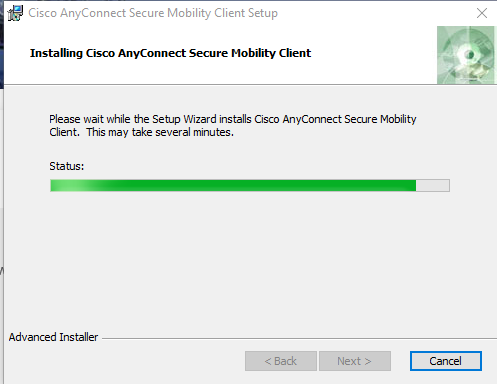 Cisco AnyConnect Secure Mobility Client Setup
Installing Cisco AnyConnect Secure Mobility Client
Please wait while the Setup Wizard installs Cisco AnyConnect Secure Mobility
Client. This may take several minutes.
Status:
Advanced Installer
< Back
Next >
Cancel